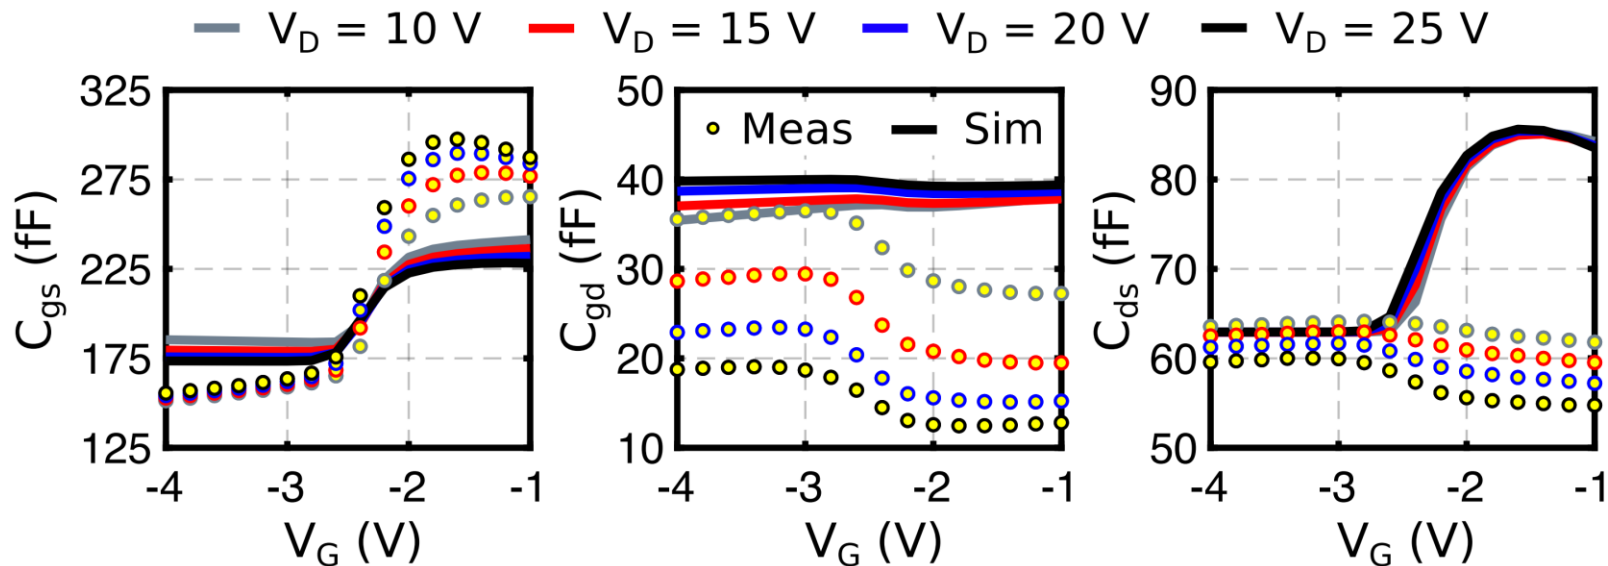 V_D = 10 V V_D = 15 V V_D = 20 V V_D = 25 V
C_gs (fF)
325
275
225
175
125
-4 -3 -2 -1
V_G (V)
C_gd (fF)
50
40
30
20
10
Meas Sim
-4 -3 -2 -1
V_G (V)
C_ds (fF)
90
80
70
60
50
-4 -3 -2 -1
V_G (V)